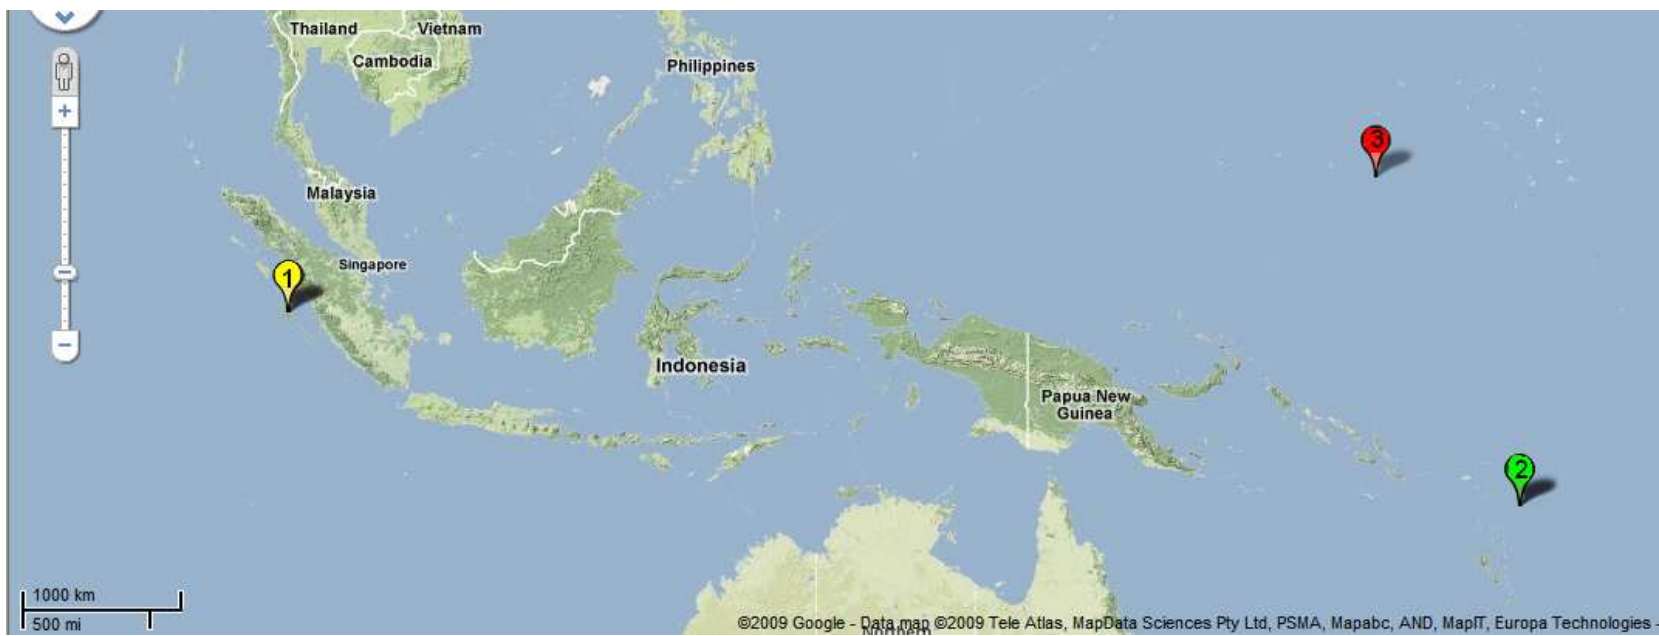 Thailand
Vietnam
Cambodia
Philippines
Malaysia
Singapore
Indonesia
Papua New
Guinea
1
2
3
+
1000 km
500 mi
©2009 Google - Data map ©2009 Tele Atlas, MapData Sciences Pty Ltd, PSMA, Mapabc, AND, MapIT, Europa Technologies -
Northern